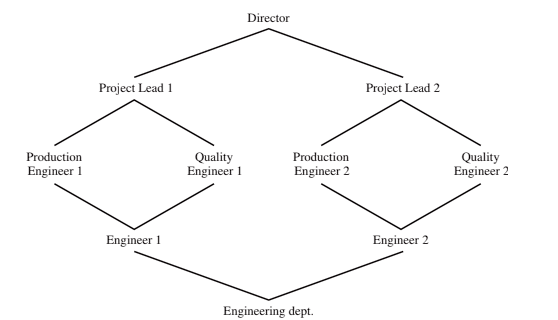 Director
Project Lead 1
Project Lead 2
Production
Engineer 1
Quality
Engineer 1
Production
Engineer 2
Quality
Engineer 2
Engineer 1
Engineer 2
Engineering dept.